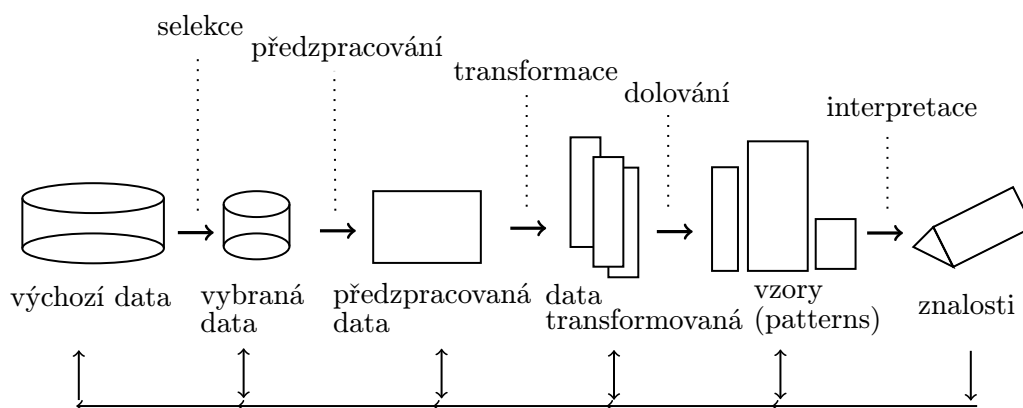 selekce
předzpracování
transformace
dolování
interpretace
výchozí data
vybraná
data
předzpracovaná
data
data
transformovaná
vzory
(patterns)
znalosti